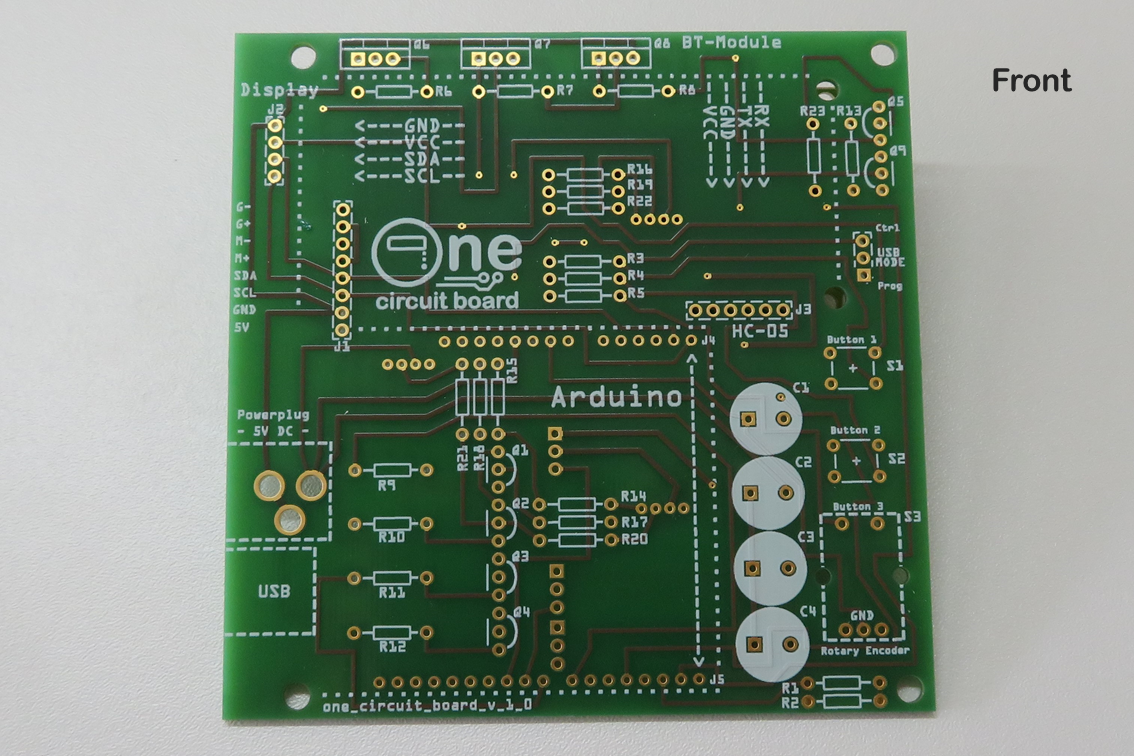 Front
Q6
Q7
Q8
BT-Module
Display
R6
R7
R8
J2
<---GND---
<---VCC---
<---SDA---
<---SCL---
VCC
GND
TX
RX
R23
R13
Q5
Q9
R16
R19
R22
G-
G+
M-
M+
SDA
SCL
GND
5V
J1
One
circuit board
R3
R4
R5
Ctrl
USB
MODE
Prog
J3
HC-05
J4
Button 1
S1
R15
Arduino
C1
Powerplug
- 5V DC -
R21
R18
Q1
Button 2
S2
C2
R9
Q2
R14
R17
R20
Button 3
S3
R10
C3
Q3
USB
R11
Q4
C4
GND
R12
Rotary Encoder
J5
R1
R2
one_circuit_board_v_1_0